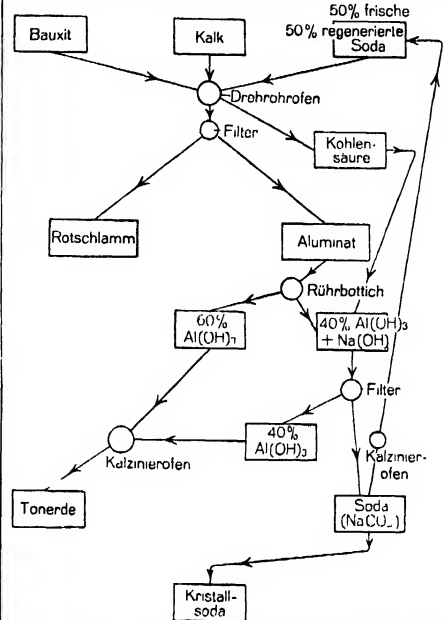 50% frische
50% regenerierte
Soda
Bauxit
Kalk
Drehrohrofen
Filter
Kohlen-
säure
Rotschlamm
Aluminat
Rührbottich
60%
Al(OH)₃
40% Al(OH)₃
+ Na(OH)
Filter
40%
Al(OH)₃
Kalzinierofen
Kalzinier-
ofen
Tonerde
Soda
(NaCO₃)
Kristall-
soda